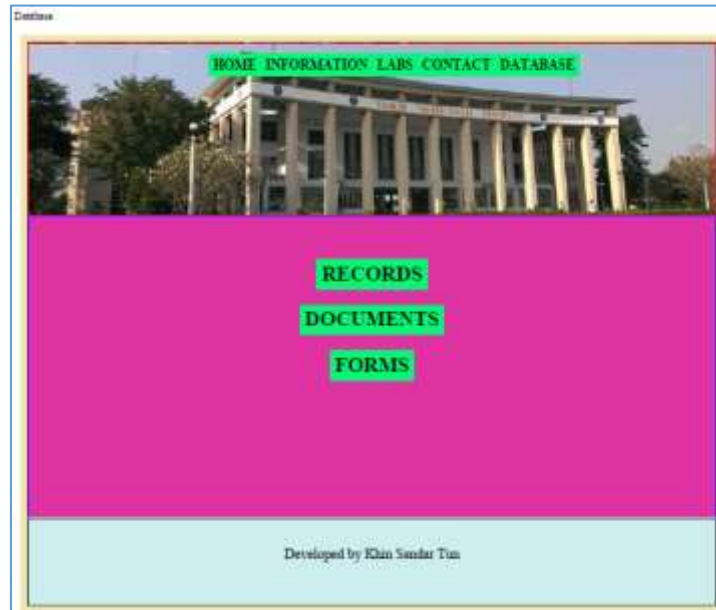 Database
HOME INFORMATION LABS CONTACT DATABASE
RECORDS
DOCUMENTS
FORMS
Developed by Khin Sandar Tun